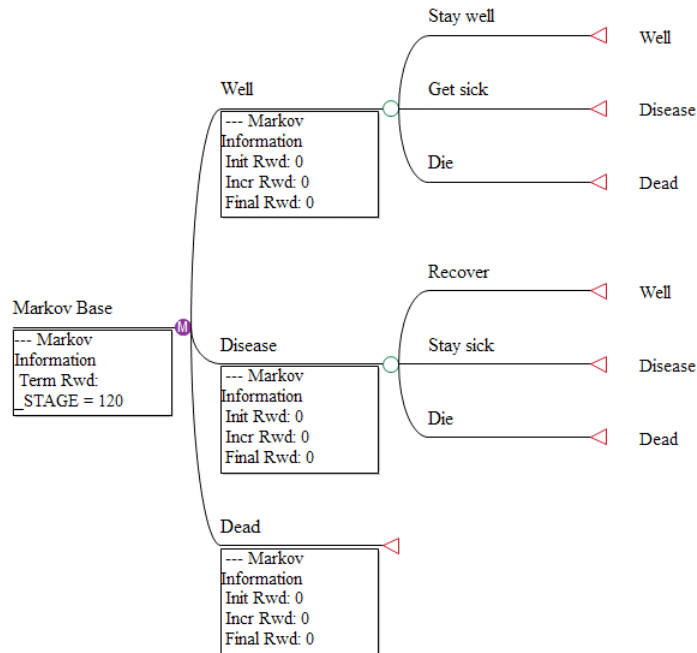 Stay well
Well
Well
Get sick
Disease
--- Markov
Information
Init Rwd: 0
Incr Rwd: 0
Final Rwd: 0
Die
Dead
Recover
Well
Markov Base
--- Markov
Information
Term Rwd:
_STAGE = 120
Disease
Stay sick
Disease
--- Markov
Information
Init Rwd: 0
Incr Rwd: 0
Final Rwd: 0
Die
Dead
Dead
--- Markov
Information
Init Rwd: 0
Incr Rwd: 0
Final Rwd: 0